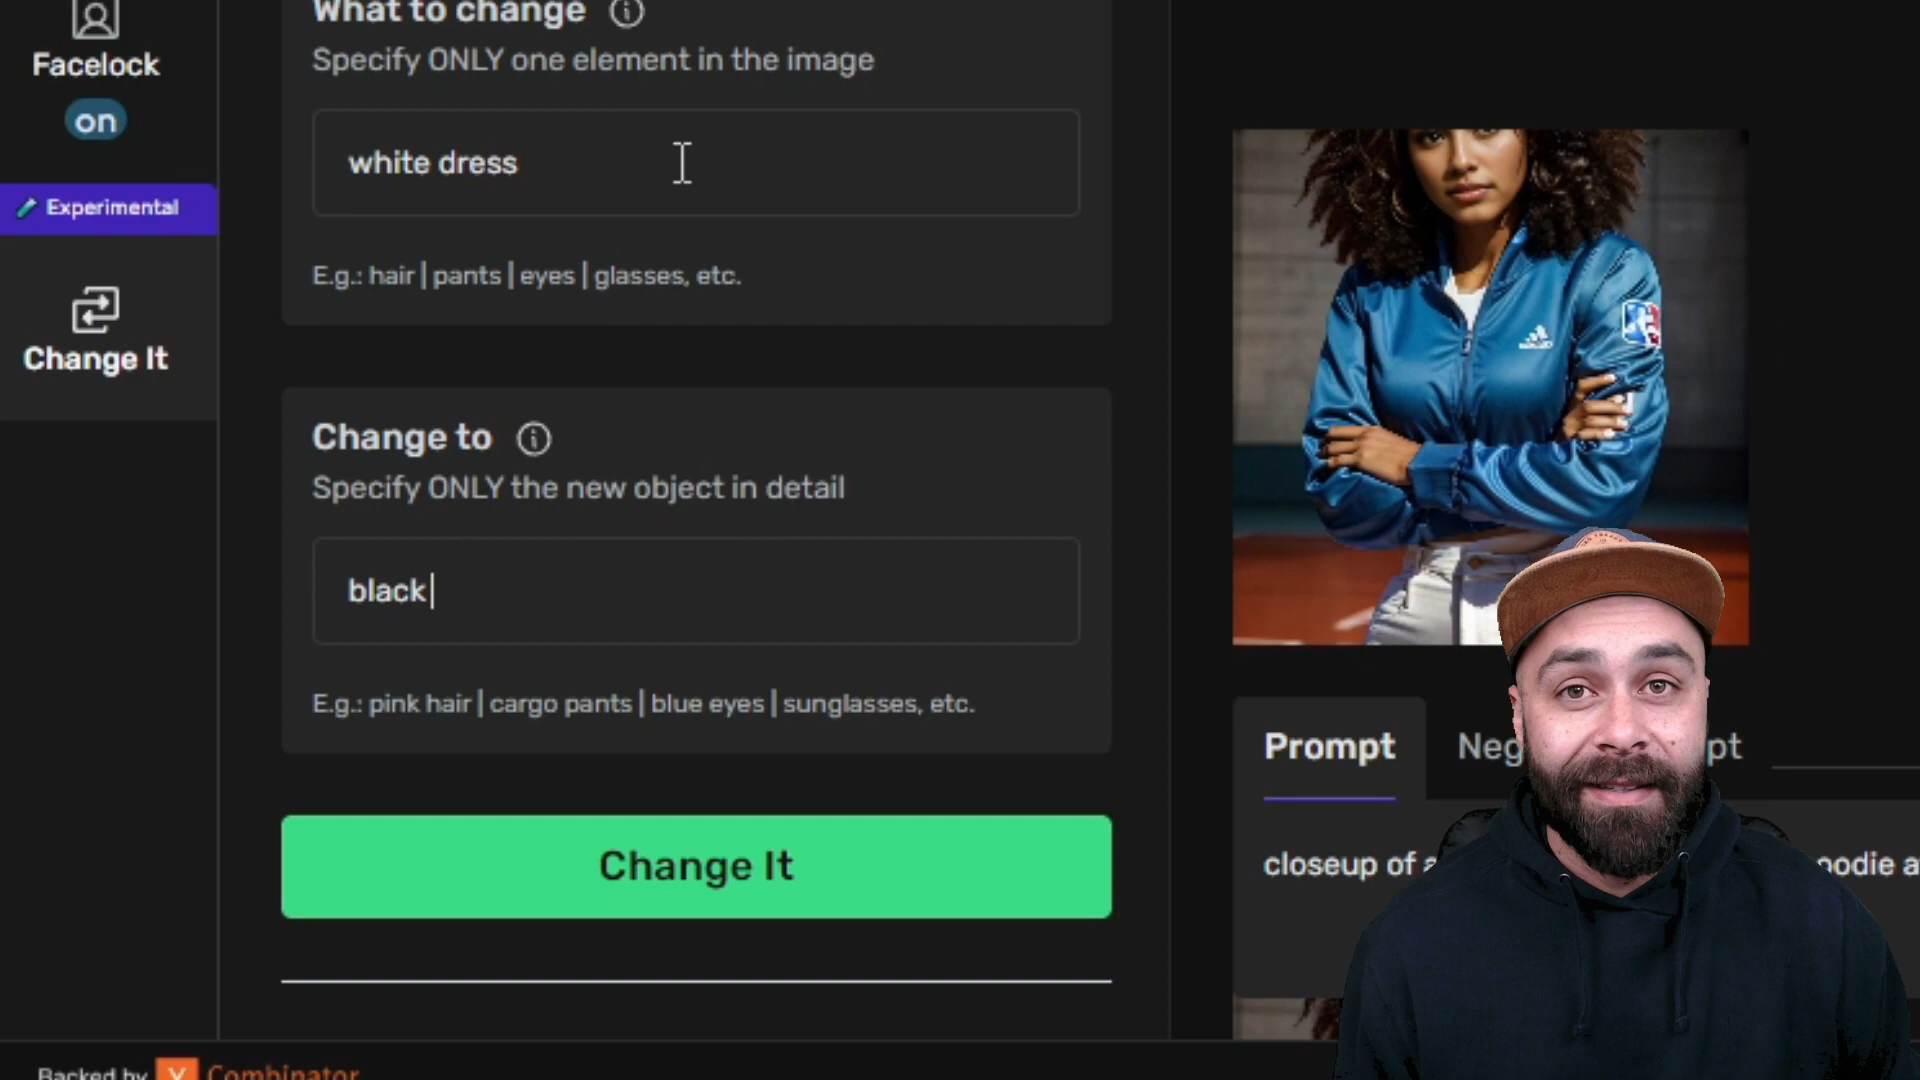 Facelock
on
Experimental
Change It
What to change
Specify ONLY one element in the image
white dress
E.g.: hair | pants | eyes | glasses, etc.
Change to
Specify ONLY the new object in detail
black
E.g.: pink hair | cargo pants | blue eyes | sunglasses, etc.
Change It
Prompt
closeup of a
Backed by Y Combinator